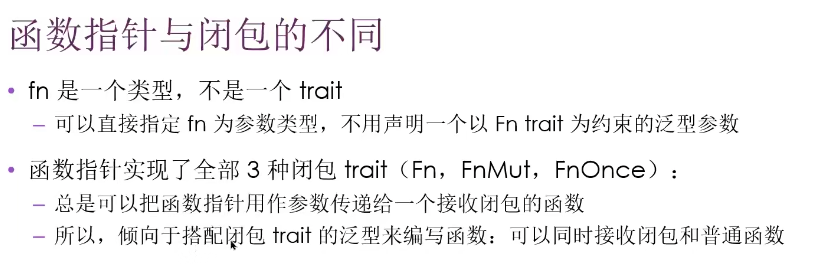 函数指针与闭包的不同
• fn 是一个类型，不是一个 trait
– 可以直接指定 fn 为参数类型，不用声明一个以 Fn trait 为约束的泛型参数
• 函数指针实现了全部 3 种闭包 trait（Fn，FnMut，FnOnce）：
– 总是可以把函数指针用作参数传递给一个接收闭包的函数
– 所以，倾向于搭配闭包 trait 的泛型来编写函数：可以同时接收闭包和普通函数